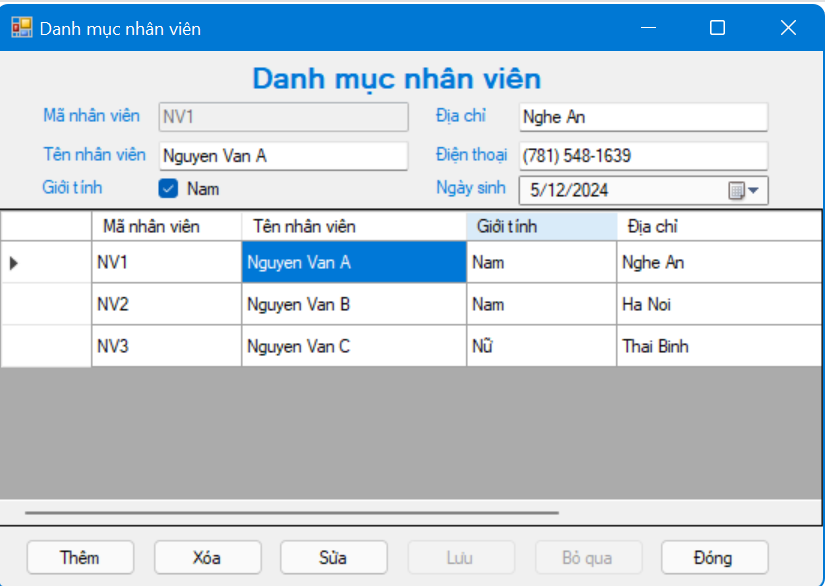 Danh mục nhân viên
Danh mục nhân viên
Mã nhân viên NV1 Địa chỉ Nghe An
Tên nhân viên Nguyen Van A Điện thoại (781) 548-1639
Giới tính Nam Ngày sinh 5/12/2024
Mã nhân viên Tên nhân viên Giới tính Địa chỉ
NV1 Nguyen Van A Nam Nghe An
NV2 Nguyen Van B Nam Ha Noi
NV3 Nguyen Van C Nữ Thai Binh
Thêm Xóa Sửa Lưu Bỏ qua Đóng